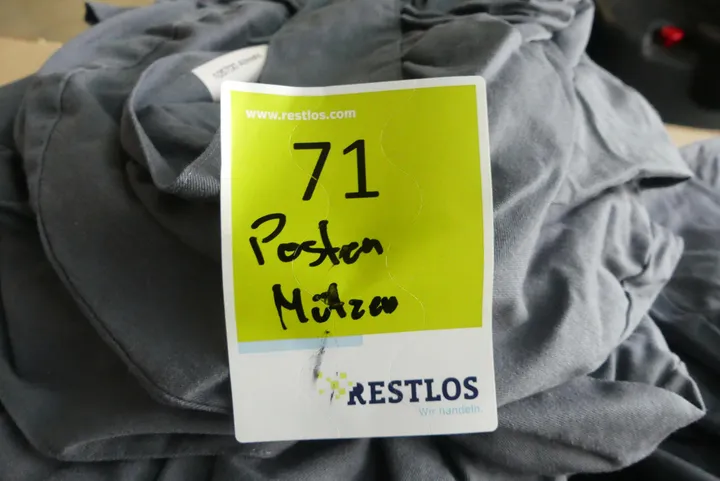 www.restlos.com
71
Posten
Mützen
RESTLOS
Wir handeln.